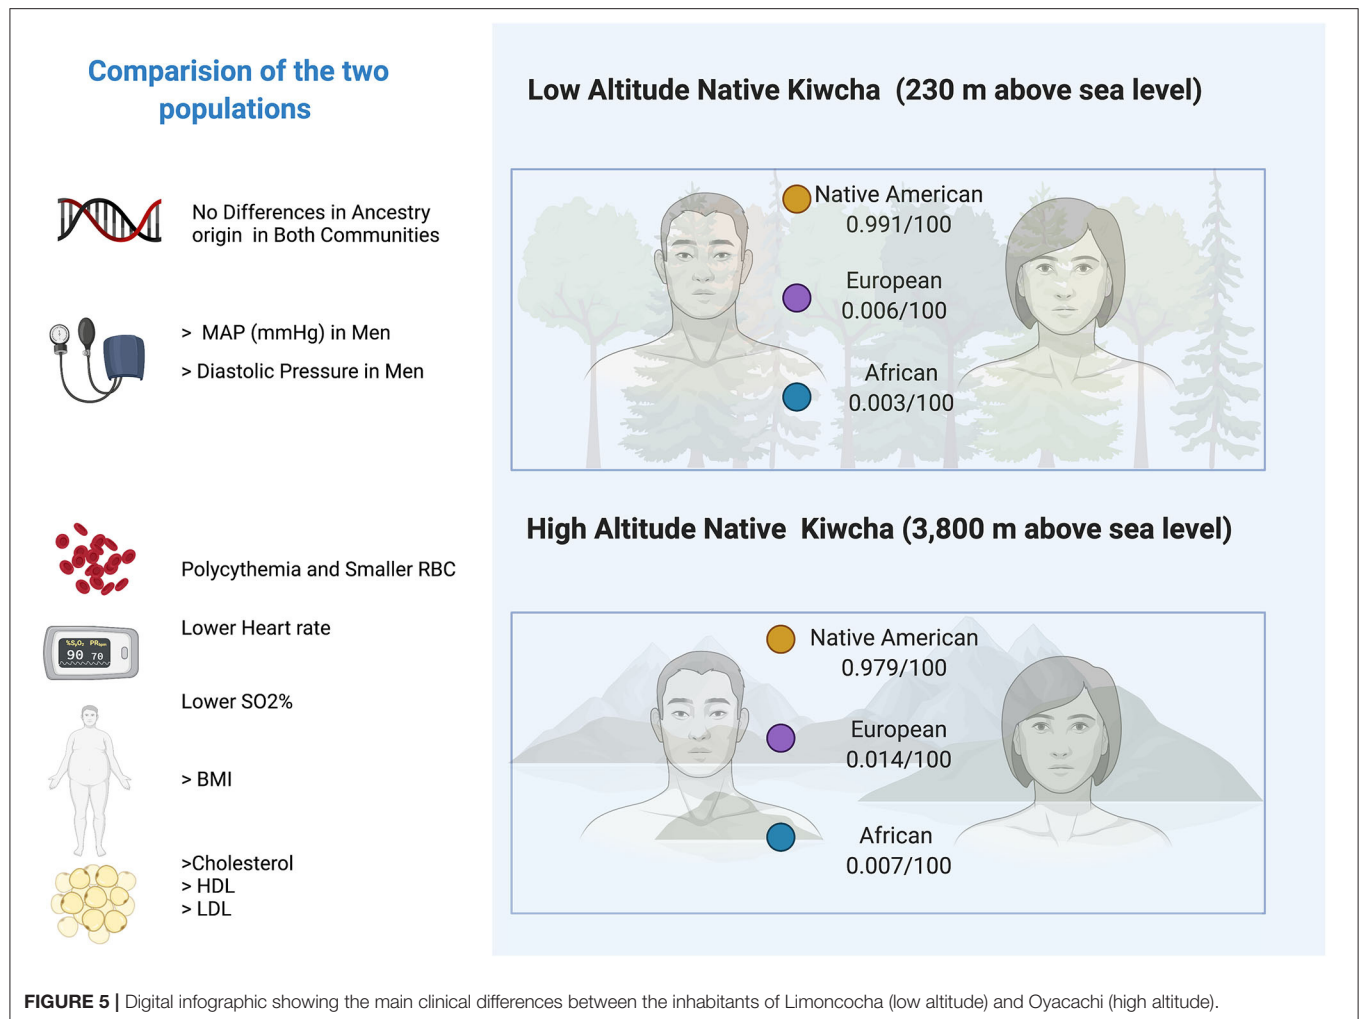 Comparision of the two
populations
No Differences in Ancestry
origin in Both Communities
> MAP (mmHg) in Men
> Diastolic Pressure in Men
Polycythemia and Smaller RBC
%SpO2 PRbpm
90 70
Lower Heart rate
Lower SO2%
> BMI
>Cholesterol
> HDL
> LDL
Low Altitude Native Kiwcha (230 m above sea level)
Native American
0.991/100
European
0.006/100
African
0.003/100
High Altitude Native Kiwcha (3,800 m above sea level)
Native American
0.979/100
European
0.014/100
African
0.007/100
FIGURE 5 | Digital infographic showing the main clinical differences between the inhabitants of Limoncocha (low altitude) and Oyacachi (high altitude).